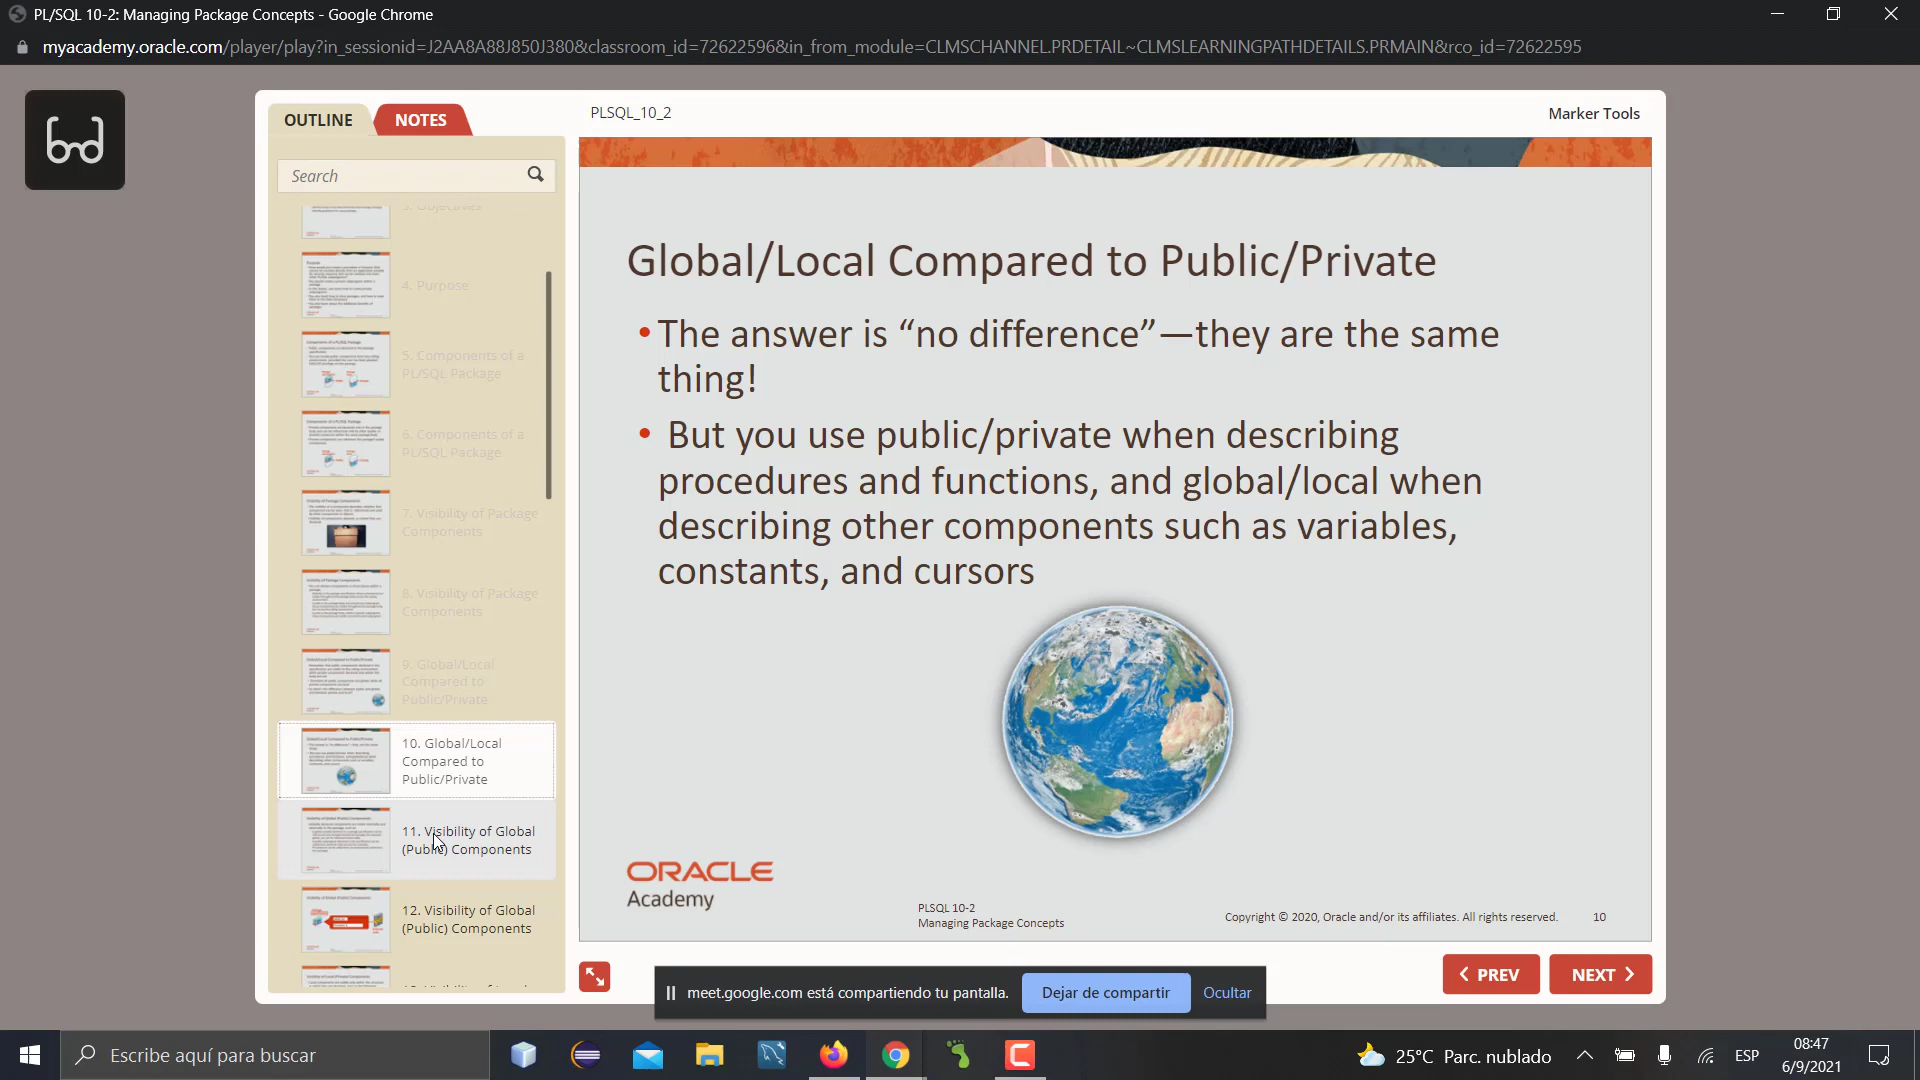 PL/SQL 10-2: Managing Package Concepts - Google Chrome
myacademy.oracle.com/player/play?in_sessionid=J2AA8A88J850J380&classroom_id=72622596&in_from_module=CLMSCHANNEL.PRDETAIL~CLMSLEARNINGPATHDETAILS.PRMAIN&rco_id=72622595
OUTLINE
NOTES
PLSQL_10_2
Marker Tools
Search
3. Objectives
4. Purpose
5. Components of a
PL/SQL Package
6. Components of a
PL/SQL Package
7. Visibility of Package
Components
8. Visibility of Package
Components
9. Global/Local
Compared to
Public/Private
10. Global/Local
Compared to
Public/Private
11. Visibility of Global
(Public) Components
12. Visibility of Global
(Public) Components
Global/Local Compared to Public/Private
•The answer is “no difference”—they are the same
thing!
• But you use public/private when describing
procedures and functions, and global/local when
describing other components such as variables,
constants, and cursors
ORACLE
Academy
PLSQL 10-2
Managing Package Concepts
Copyright © 2020, Oracle and/or its affiliates. All rights reserved.
10
PREV
NEXT
meet.google.com está compartiendo tu pantalla.
Dejar de compartir
Ocultar
Escribe aquí para buscar
25°C Parc. nublado
ESP
08:47
6/9/2021